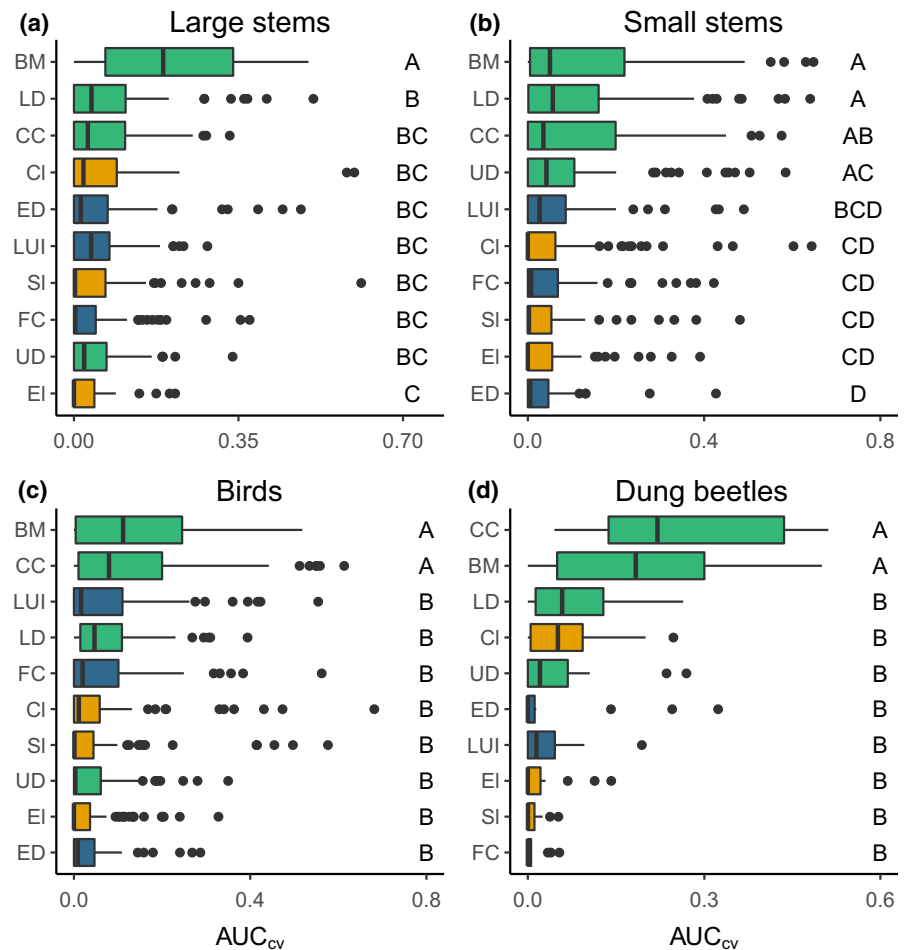 (a) Large stems
BM A
LD B
CC BC
CI BC
ED BC
LUI BC
SI BC
FC BC
UD BC
EI C
0.00 0.35 0.70
(b) Small stems
BM A
LD A
CC AB
UD AC
LUI BCD
CI CD
FC CD
SI CD
EI CD
ED D
0.0 0.4 0.8
(c) Birds
BM A
CC A
LUI B
LD B
FC B
CI B
SI B
UD B
EI B
ED B
0.0 0.4 0.8
AUCcv
(d) Dung beetles
CC A
BM A
LD B
CI B
UD B
ED B
LUI B
EI B
SI B
FC B
0.0 0.3 0.6
AUCcv